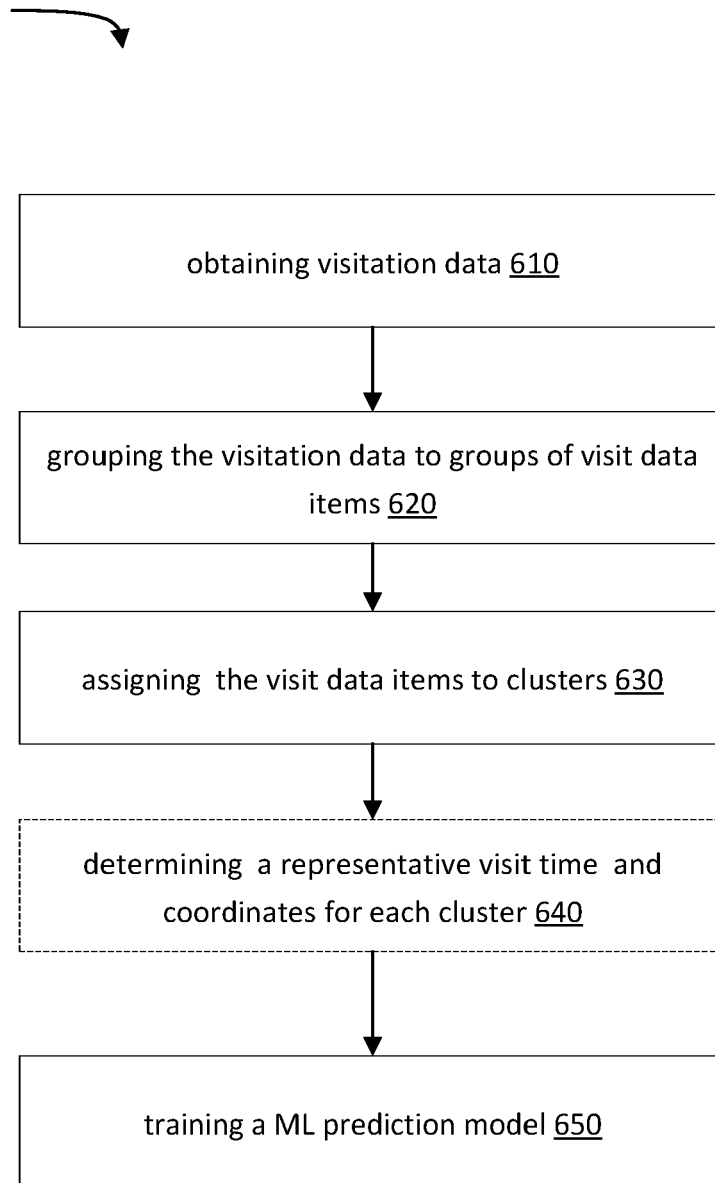 obtaining visitation data 610
grouping the visitation data to groups of visit data
items 620
assigning the visit data items to clusters 630
determining a representative visit time and
coordinates for each cluster 640
training a ML prediction model 650